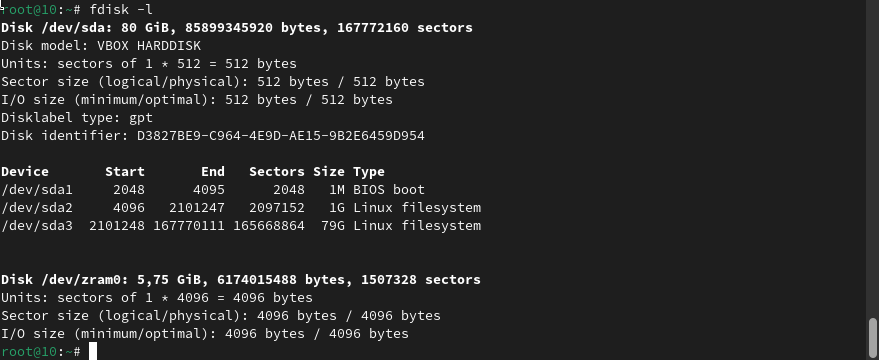 root@10:~# fdisk -l
Disk /dev/sda: 80 GiB, 85899345920 bytes, 167772160 sectors
Disk model: VBOX HARDDISK
Units: sectors of 1 * 512 = 512 bytes
Sector size (logical/physical): 512 bytes / 512 bytes
I/O size (minimum/optimal): 512 bytes / 512 bytes
Disklabel type: gpt
Disk identifier: D3827BE9-C964-4E9D-AE15-9B2E6459D954
Device Start End Sectors Size Type
/dev/sda1 2048 4095 2048 1M BIOS boot
/dev/sda2 4096 2101247 2097152 1G Linux filesystem
/dev/sda3 2101248 167770111 165668864 79G Linux filesystem
Disk /dev/zram0: 5,75 GiB, 6174015488 bytes, 1507328 sectors
Units: sectors of 1 * 4096 = 4096 bytes
Sector size (logical/physical): 4096 bytes / 4096 bytes
I/O size (minimum/optimal): 4096 bytes / 4096 bytes
root@10:~#